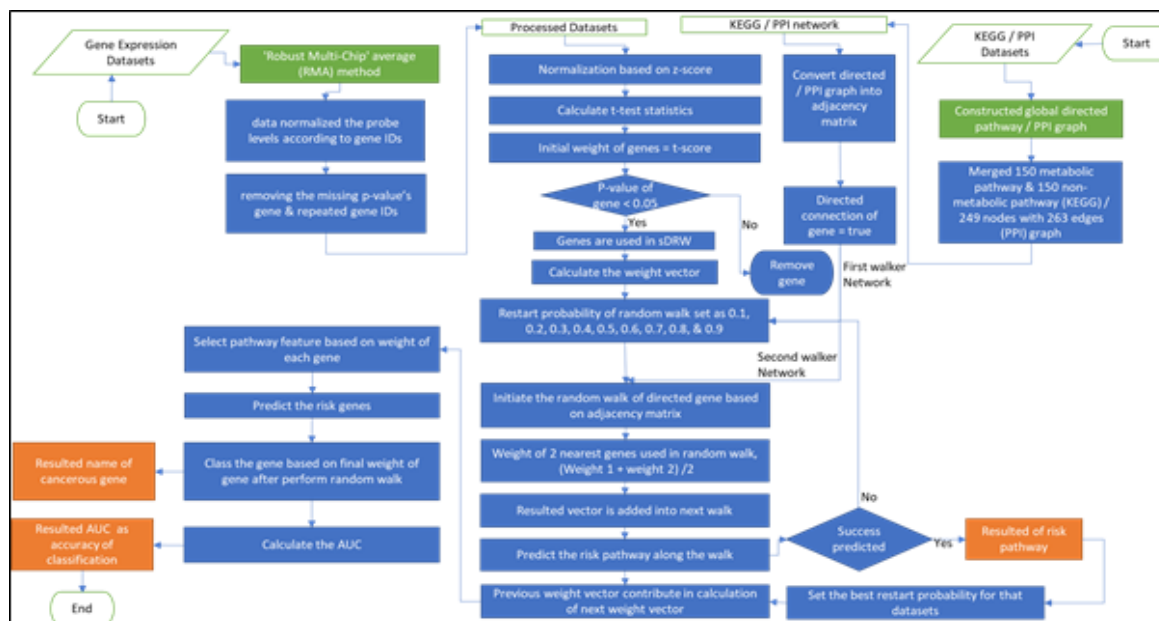 Gene Expression
Datasets
Start
'Robust Multi-Chip' average
(RMA) method
data normalized the probe
levels according to gene IDs
removing the missing p-value's
gene & repeated gene IDs
Processed Datasets
Normalization based on z-score
Calculate t-test statistics
Initial weight of genes = t-score
P-value of
gene < 0.05
Yes
No
Genes are used in sDRW
Calculate the weight vector
Remove
gene
Restart probability of random walk set as 0.1,
0.2, 0.3, 0.4, 0.5, 0.6, 0.7, 0.8, & 0.9
KEGG / PPI network
Convert directed
/ PPI graph into
adjacency
matrix
Directed
connection of
gene = true
First walker
Network
Second walker
Network
KEGG / PPI
Datasets
Start
Constructed global directed
pathway / PPI graph
Merged 150 metabolic
pathway & 150 non-
metabolic pathway (KEGG) /
249 nodes with 263 edges
(PPI) graph
Initiate the random walk of directed gene based
on adjacency matrix
Weight of 2 nearest genes used in random walk,
(Weight 1 + weight 2) /2
Resulted vector is added into next walk
Predict the risk pathway along the walk
Success
predicted
No
Yes
Resulted of risk
pathway
Set the best restart probability for that
datasets
Previous weight vector contribute in calculation
of next weight vector
Select pathway feature based on weight of
each gene
Predict the risk genes
Class the gene based on final weight of
gene after perform random walk
Calculate the AUC
Resulted name of
cancerous gene
Resulted AUC as
accuracy of
classification
End